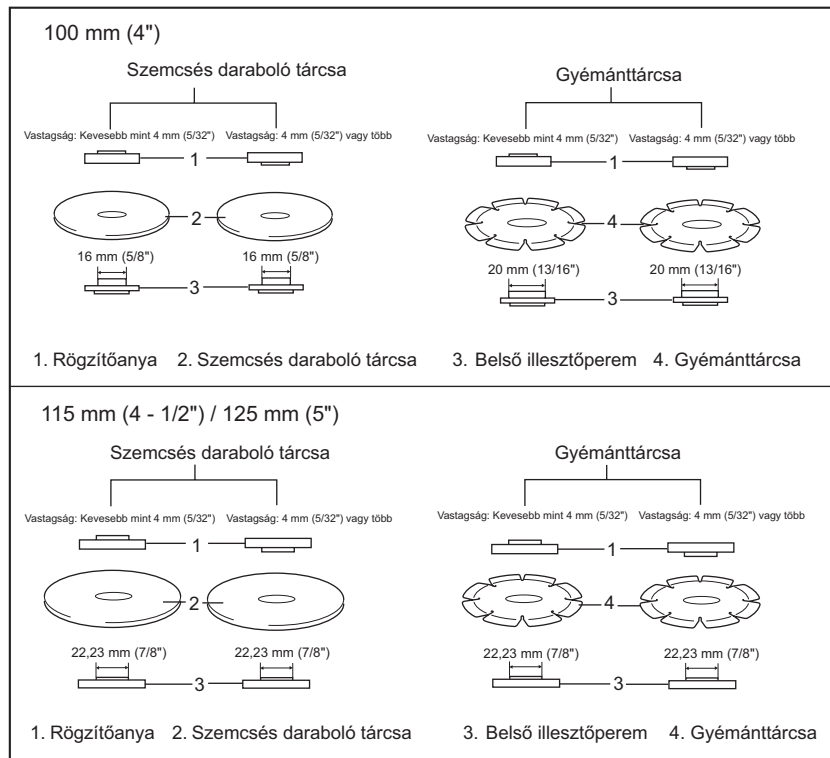 100 mm (4")
Szemcsés daraboló tárcsa
Gyémánttárcsa
Vastagság: Kevesebb mint 4 mm (5/32")
Vastagság: 4 mm (5/32") vagy több
Vastagság: Kevesebb mint 4 mm (5/32")
Vastagság: 4 mm (5/32") vagy több
1
1
2
4
16 mm (5/8")
16 mm (5/8")
20 mm (13/16")
20 mm (13/16")
3
3
1. Rögzítőanya
2. Szemcsés daraboló tárcsa
3. Belső illesztőperem
4. Gyémánttárcsa
115 mm (4 - 1/2") / 125 mm (5")
Szemcsés daraboló tárcsa
Gyémánttárcsa
Vastagság: Kevesebb mint 4 mm (5/32")
Vastagság: 4 mm (5/32") vagy több
Vastagság: Kevesebb mint 4 mm (5/32")
Vastagság: 4 mm (5/32") vagy több
1
1
2
4
22,23 mm (7/8")
22,23 mm (7/8")
22,23 mm (7/8")
22,23 mm (7/8")
3
3
1. Rögzítőanya
2. Szemcsés daraboló tárcsa
3. Belső illesztőperem
4. Gyémánttárcsa